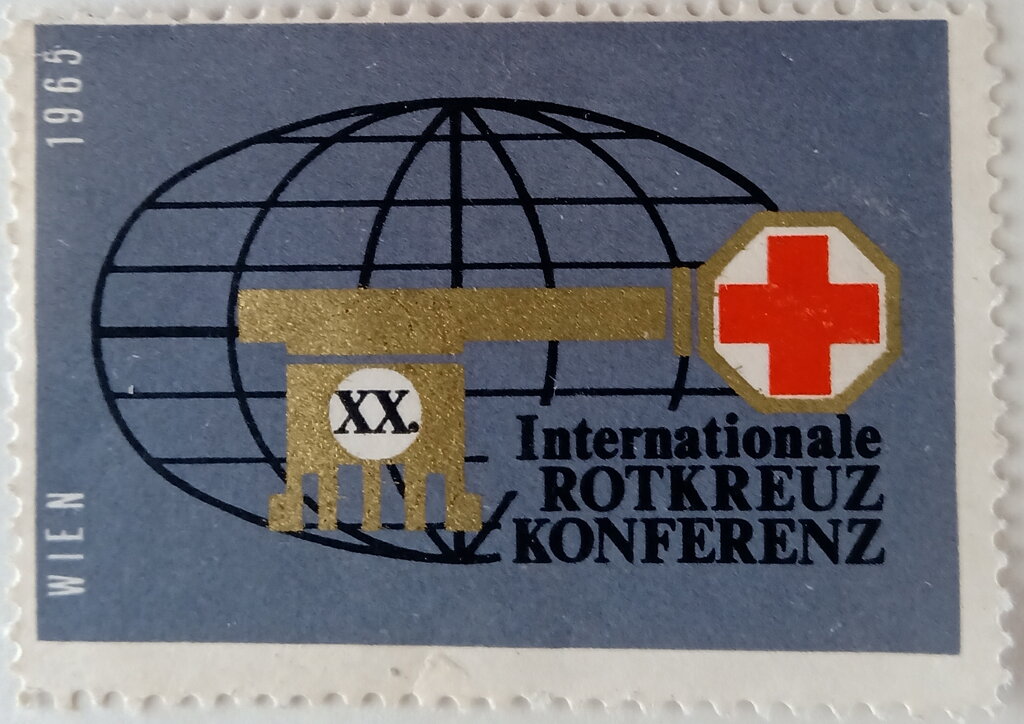 WIEN 1965
XX.
Internationale
ROTKREUZ
KONFERENZ